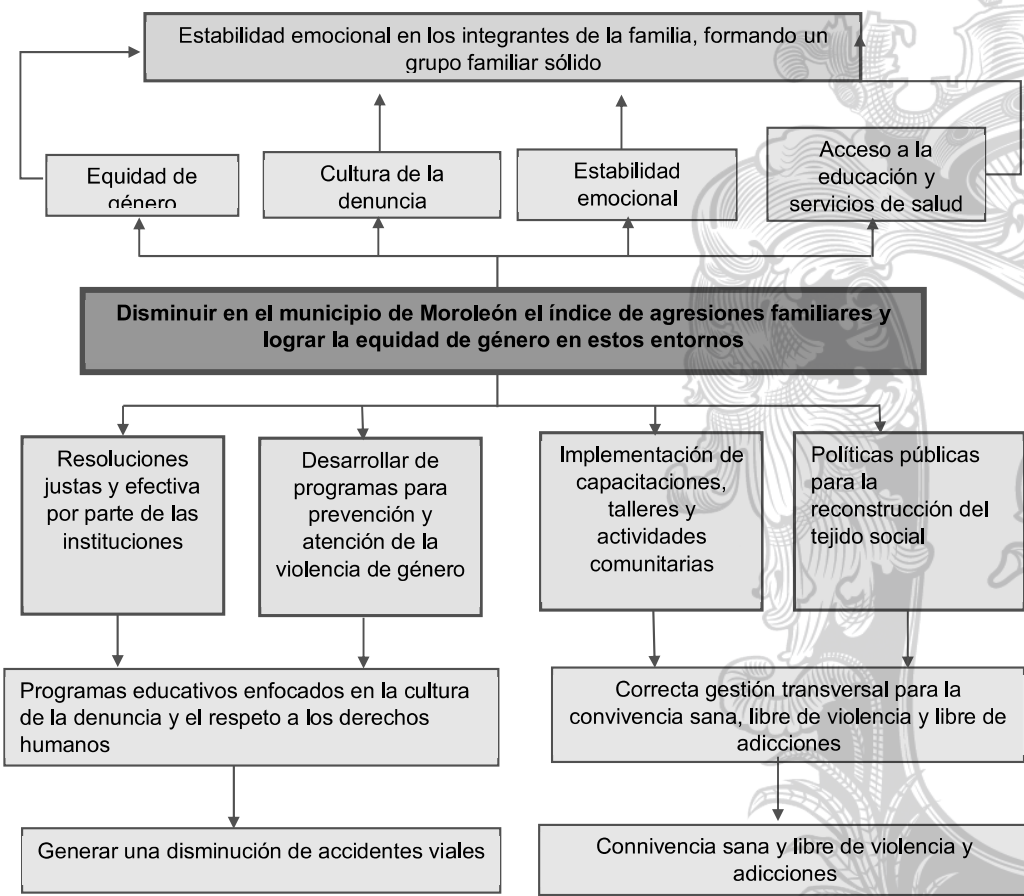 Estabilidad emocional en los integrantes de la familia, formando un
grupo familiar sólido
Equidad de
género
Cultura de la
denuncia
Estabilidad
emocional
Acceso a la
educación y
servicios de salud
Disminuir en el municipio de Moroleón el índice de agresiones familiares y
lograr la equidad de género en estos entornos
Resoluciones
justas y efectiva
por parte de las
instituciones
Desarrollar de
programas para
prevención y
atención de la
violencia de género
Implementación de
capacitaciones,
talleres y
actividades
comunitarias
Políticas públicas
para la
reconstrucción del
tejido social
Programas educativos enfocados en la cultura
de la denuncia y el respeto a los derechos
humanos
Correcta gestión transversal para la
convivencia sana, libre de violencia y libre de
adicciones
Generar una disminución de accidentes viales
Connivencia sana y libre de violencia y
adicciones